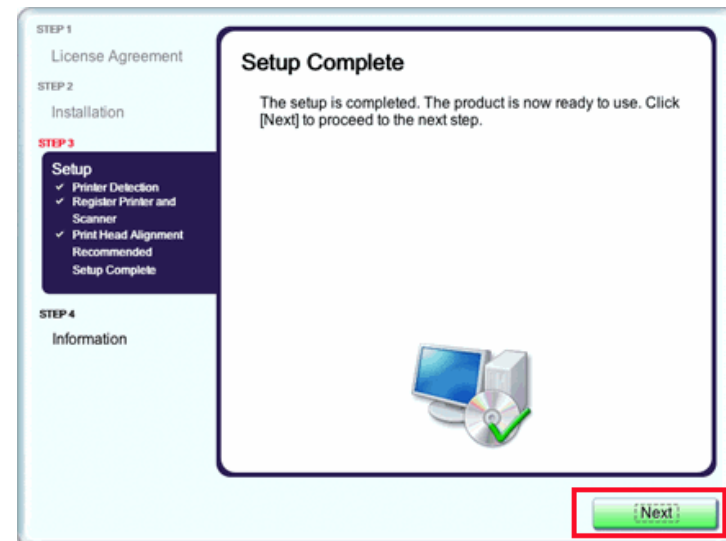 STEP 1
License Agreement
STEP 2
Installation
STEP 3
Setup
✓ Printer Detection
✓ Register Printer and
Scanner
✓ Print Head Alignment
Recommended
Setup Complete
STEP 4
Information
Setup Complete
The setup is completed. The product is now ready to use. Click
[Next] to proceed to the next step.
Next